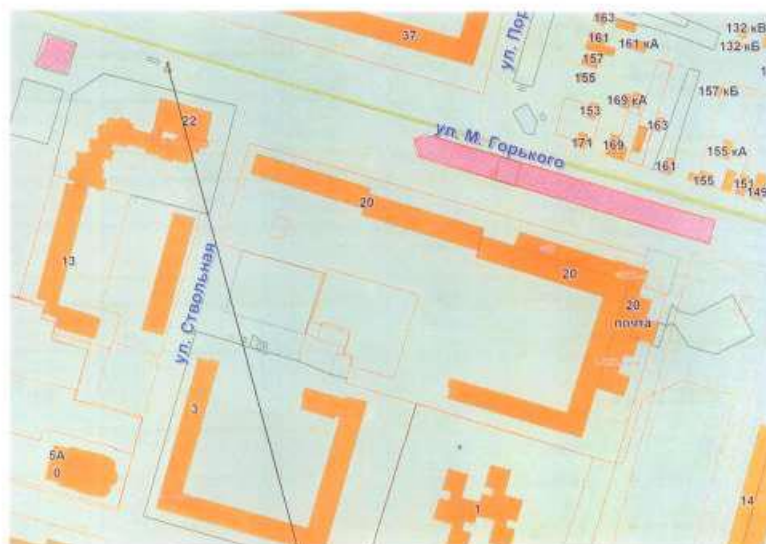 37
ул. Пор
163
161
161 кА
157
155
132 кВ
132 кБ
157 кБ
169 кА
153
163
171
169
161
155 кА
155
151
149
22
ул. М. Горького
20
20
20
почта
13
ул. Ствольная
3
5А
0
1
14